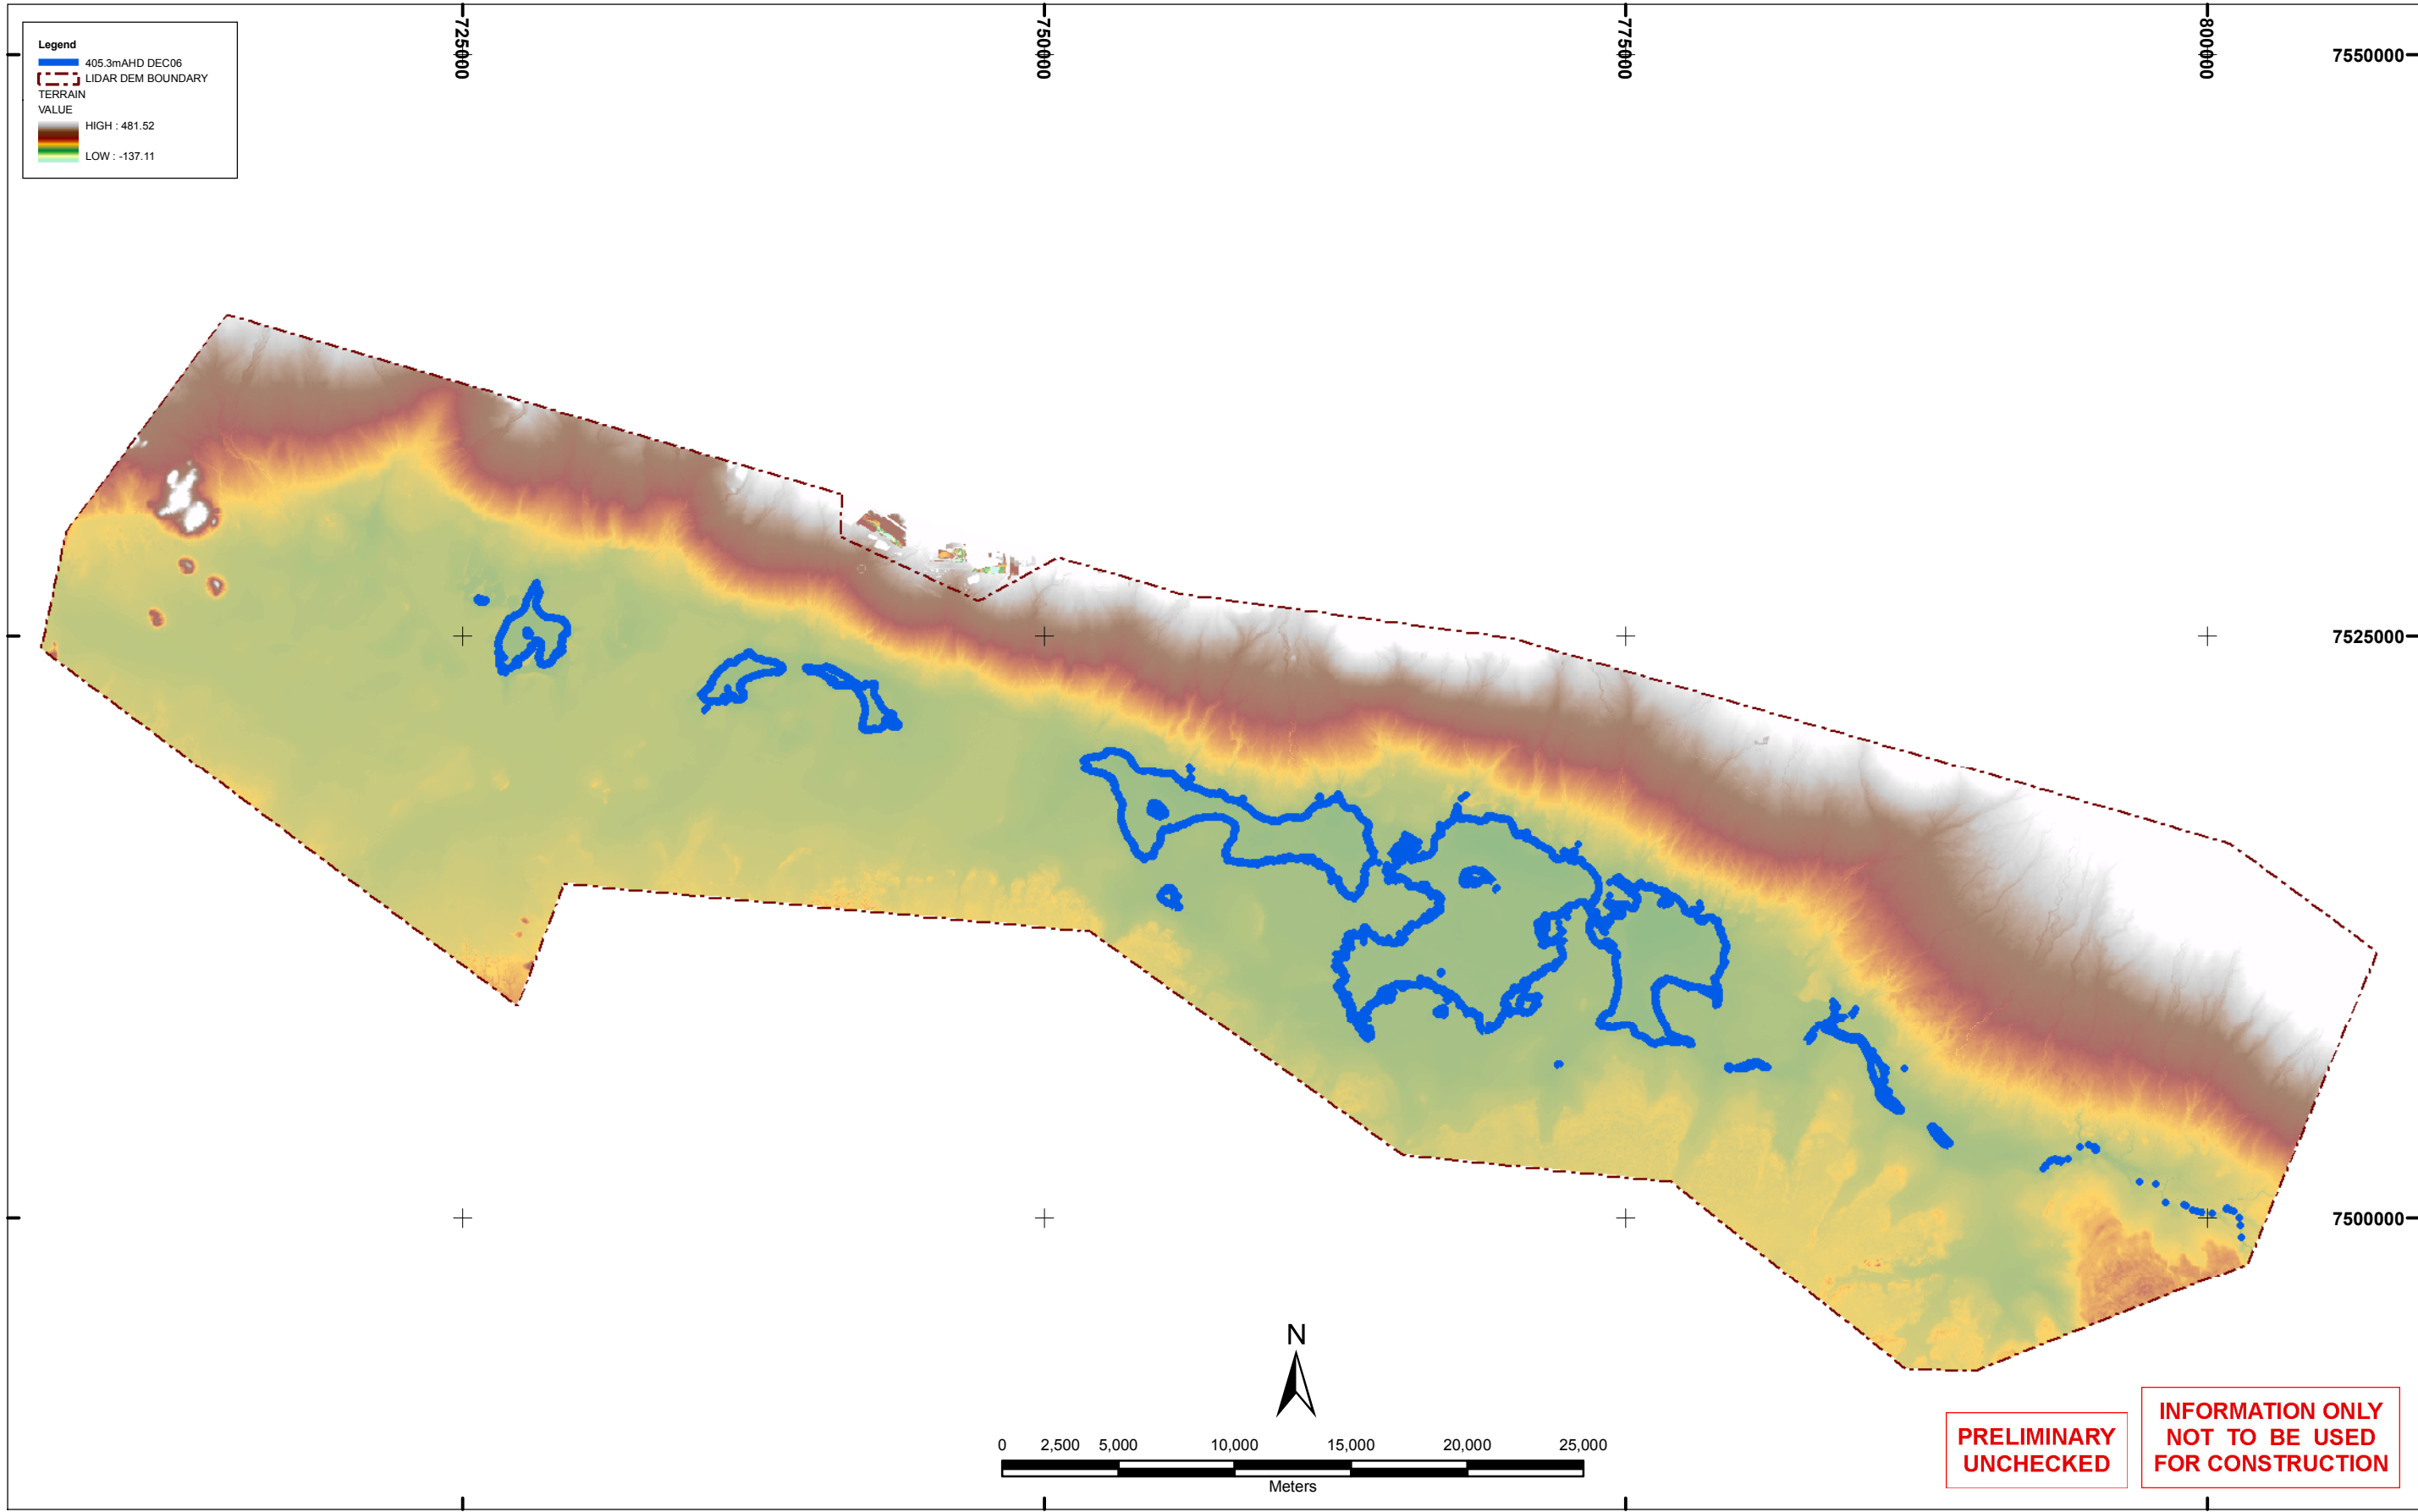 725000
750000
775000
800000
Legend
405.3mAHD DEC06
LIDAR DEM BOUNDARY
TERRAIN
VALUE
HIGH : 481.52
LOW : -137.11
7550000
7525000
7500000
N
0 2,500 5,000 10,000 15,000 20,000 25,000
Meters
PRELIMINARY
UNCHECKED
INFORMATION ONLY
NOT TO BE USED
FOR CONSTRUCTION